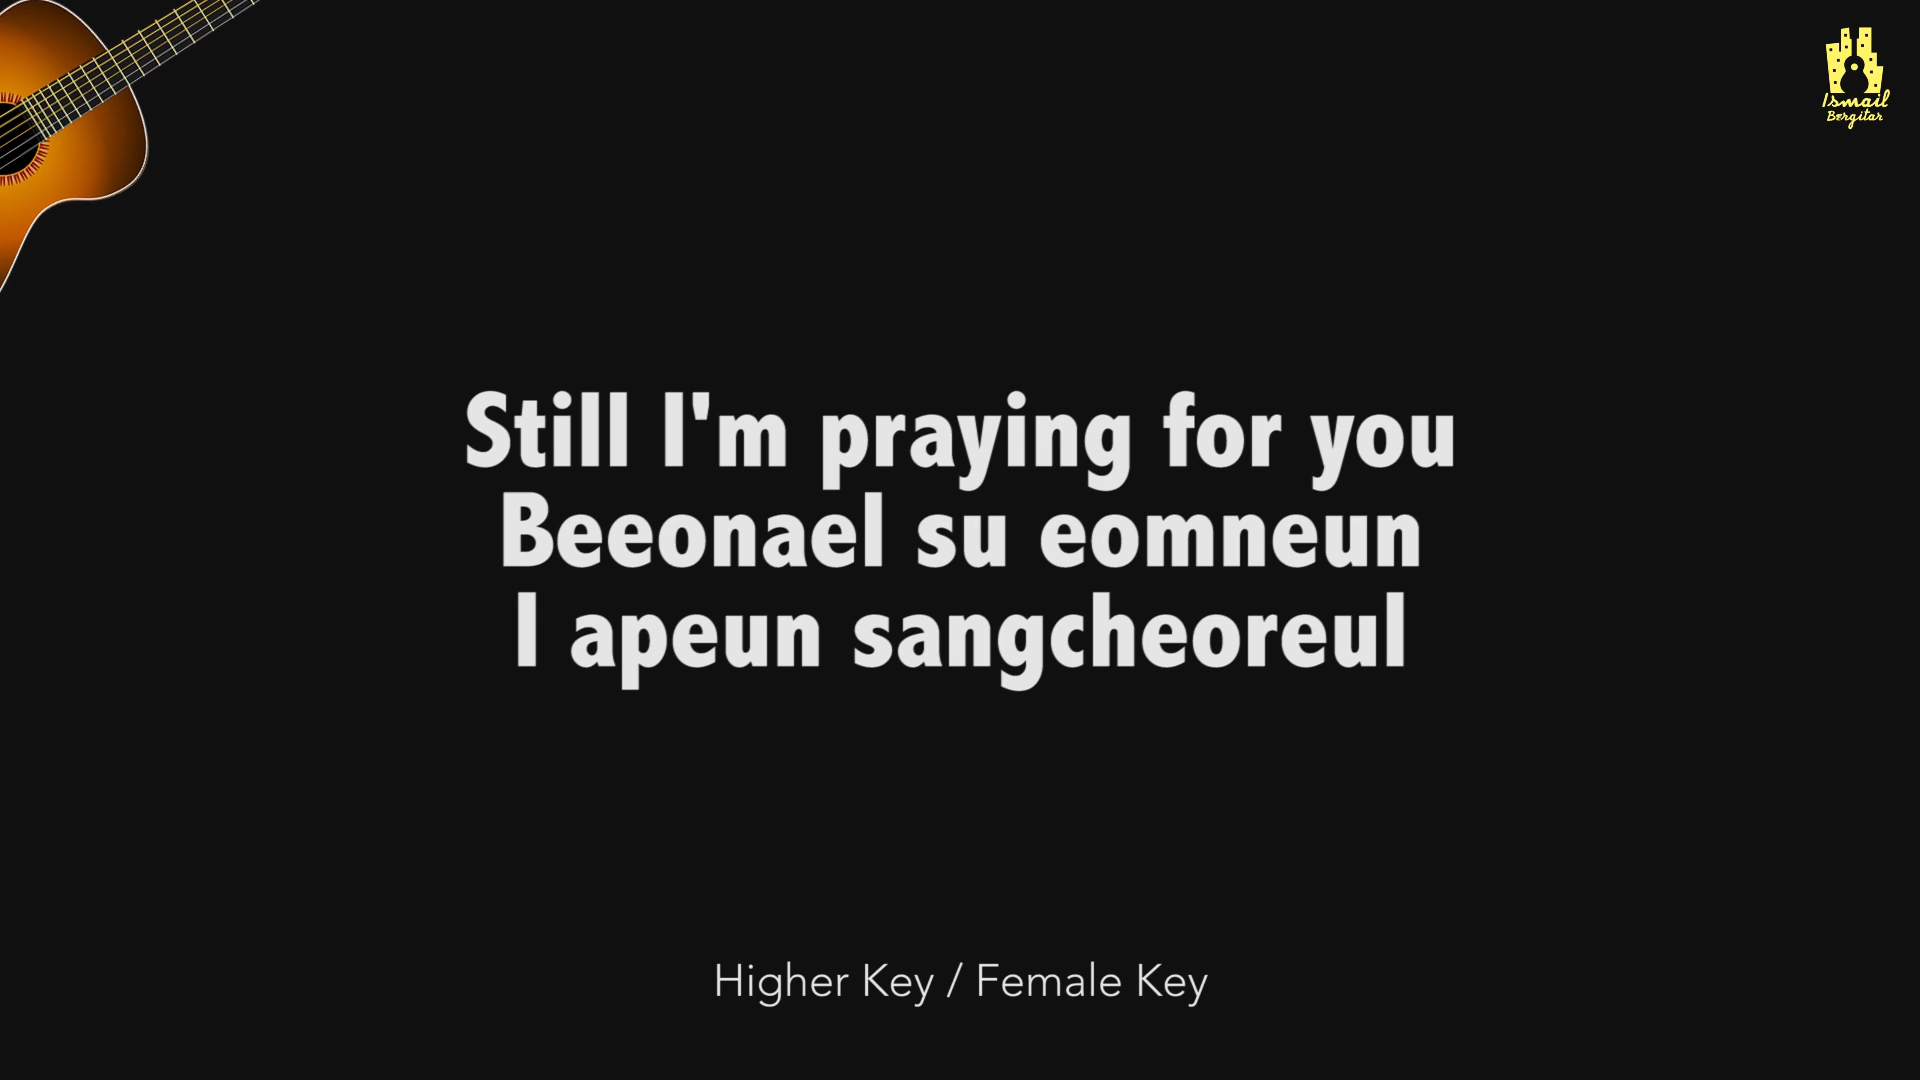 Ismail
Bergitar
Still I'm praying for you
Beeonael su eomneun
I apeun sangcheoreul
Higher Key / Female Key